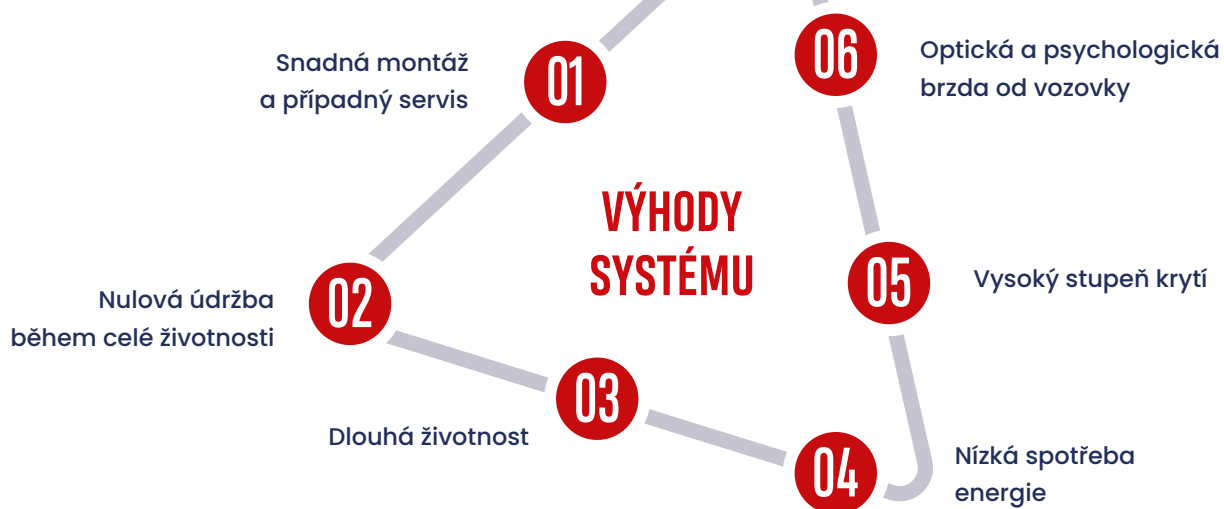 VÝHODY
SYSTÉMU
01
Snadná montáž
a případný servis
02
Nulová údržba
během celé životnosti
03
Dlouhá životnost
04
Nízká spotřeba
energie
05
Vysoký stupeň krytí
06
Optická a psychologická
brzda od vozovky